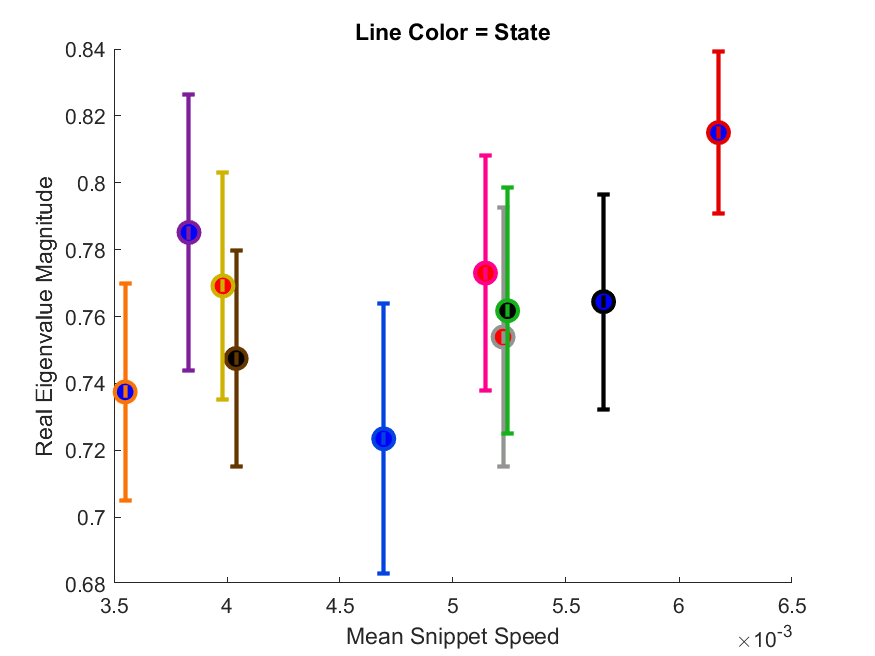 Line Color = State
0.84
0.82
0.8
0.78
0.76
0.74
0.72
0.7
0.68
Real Eigenvalue Magnitude
3.5 4 4.5 5 5.5 6 6.5
Mean Snippet Speed
×10-3